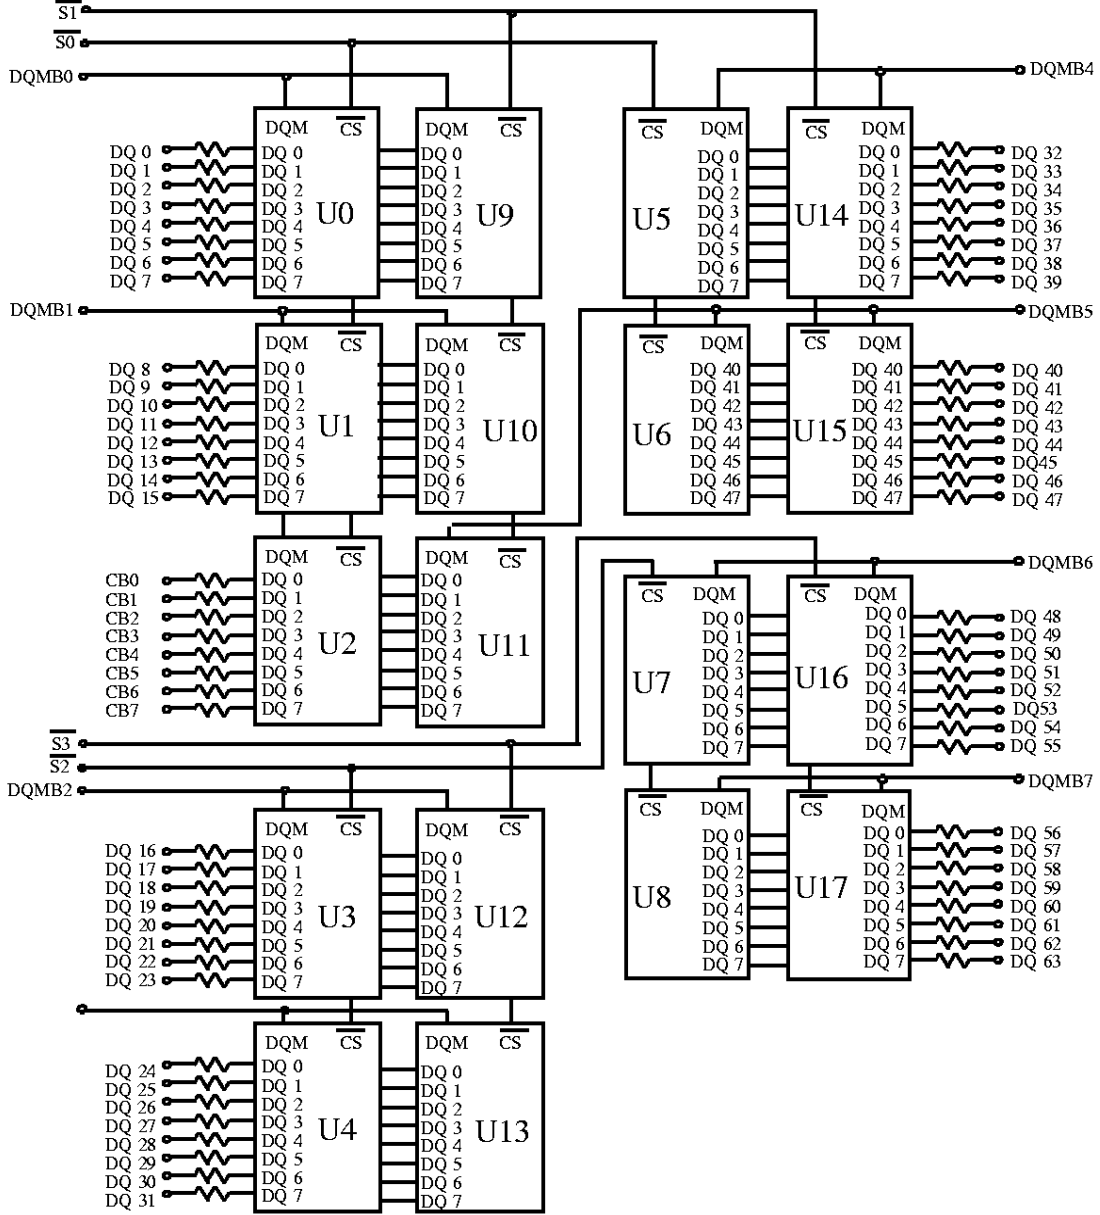 S1
S0
DQMB0
DQMB4
DQM CS
DQM
CS
CS
DQM
CS
DQM
CS
DQM
DQ 0
DQ 1
DQ 2
DQ 3
DQ 4
DQ 5
DQ 6
DQ 7
DQ 0
DQ 1
DQ 2
DQ 3
DQ 4
DQ 5
DQ 6
DQ 7
U0
DQ 0
DQ 1
DQ 2
DQ 3
DQ 4
DQ 5
DQ 6
DQ 7
U9
U5
DQ 0
DQ 1
DQ 2
DQ 3
DQ 4
DQ 5
DQ 6
DQ 7
U14
DQ 0
DQ 1
DQ 2
DQ 3
DQ 4
DQ 5
DQ 6
DQ 7
DQ 32
DQ 33
DQ 34
DQ 35
DQ 36
DQ 37
DQ 38
DQ 39
DQMB1
DQMB5
DQM
CS
DQM
CS
CS
DQM
CS
DQM
DQ 8
DQ 9
DQ 10
DQ 11
DQ 12
DQ 13
DQ 14
DQ 15
DQ 0
DQ 1
DQ 2
DQ 3
DQ 4
DQ 5
DQ 6
DQ 7
U1
DQ 0
DQ 1
DQ 2
DQ 3
DQ 4
DQ 5
DQ 6
DQ 7
U10
U6
DQ 40
DQ 41
DQ 42
DQ 43
DQ 44
DQ 45
DQ 46
DQ 47
U15
DQ 40
DQ 41
DQ 42
DQ 43
DQ 44
DQ 45
DQ 46
DQ 47
DQ 40
DQ 41
DQ 42
DQ 43
DQ 44
DQ45
DQ 46
DQ 47
DQM
CS
DQM
CS
CB0
CB1
CB2
CB3
CB4
CB5
CB6
CB7
DQ 0
DQ 1
DQ 2
DQ 3
DQ 4
DQ 5
DQ 6
DQ 7
U2
DQ 0
DQ 1
DQ 2
DQ 3
DQ 4
DQ 5
DQ 6
DQ 7
U11
DQMB6
CS
DQM
CS
DQM
U7
DQ 0
DQ 1
DQ 2
DQ 3
DQ 4
DQ 5
DQ 6
DQ 7
U16
DQ 0
DQ 1
DQ 2
DQ 3
DQ 4
DQ 5
DQ 6
DQ 7
DQ 48
DQ 49
DQ 50
DQ 51
DQ 52
DQ53
DQ 54
DQ 55
S3
S2
DQMB2
DQMB7
DQM
CS
DQM
CS
CS
DQM
CS
DQM
DQ 16
DQ 17
DQ 18
DQ 19
DQ 20
DQ 21
DQ 22
DQ 23
DQ 0
DQ 1
DQ 2
DQ 3
DQ 4
DQ 5
DQ 6
DQ 7
U3
DQ 0
DQ 1
DQ 2
DQ 3
DQ 4
DQ 5
DQ 6
DQ 7
U12
U8
DQ 0
DQ 1
DQ 2
DQ 3
DQ 4
DQ 5
DQ 6
DQ 7
U17
DQ 0
DQ 1
DQ 2
DQ 3
DQ 4
DQ 5
DQ 6
DQ 7
DQ 56
DQ 57
DQ 58
DQ 59
DQ 60
DQ 61
DQ 62
DQ 63
DQM
CS
DQM
CS
DQ 24
DQ 25
DQ 26
DQ 27
DQ 28
DQ 29
DQ 30
DQ 31
DQ 0
DQ 1
DQ 2
DQ 3
DQ 4
DQ 5
DQ 6
DQ 7
U4
DQ 0
DQ 1
DQ 2
DQ 3
DQ 4
DQ 5
DQ 6
DQ 7
U13